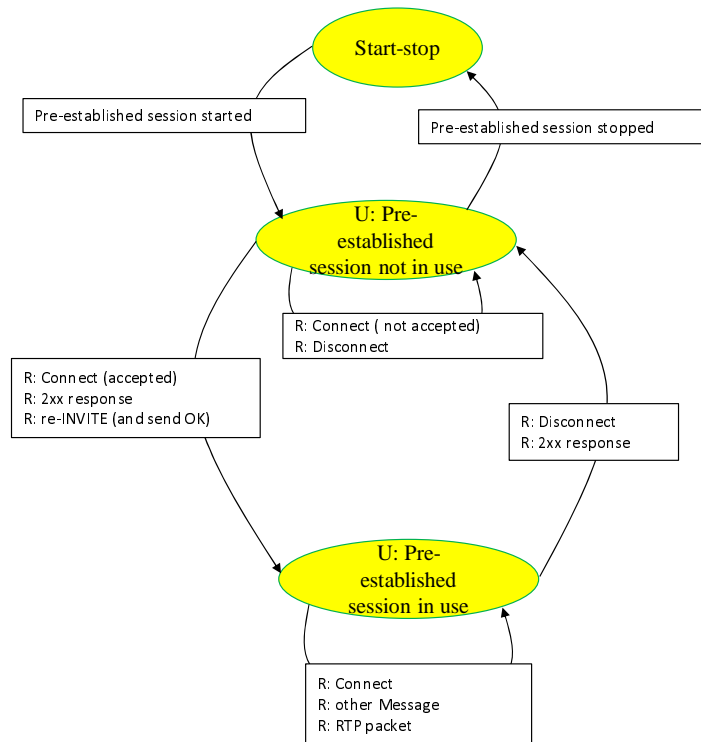 Start-stop
Pre-established session started
Pre-established session stopped
U: Pre-
established
session not in use
R: Connect ( not accepted)
R: Disconnect
R: Connect (accepted)
R: 2xx response
R: re-INVITE (and send OK)
R: Disconnect
R: 2xx response
U: Pre-
established
session in use
R: Connect
R: other Message
R: RTP packet